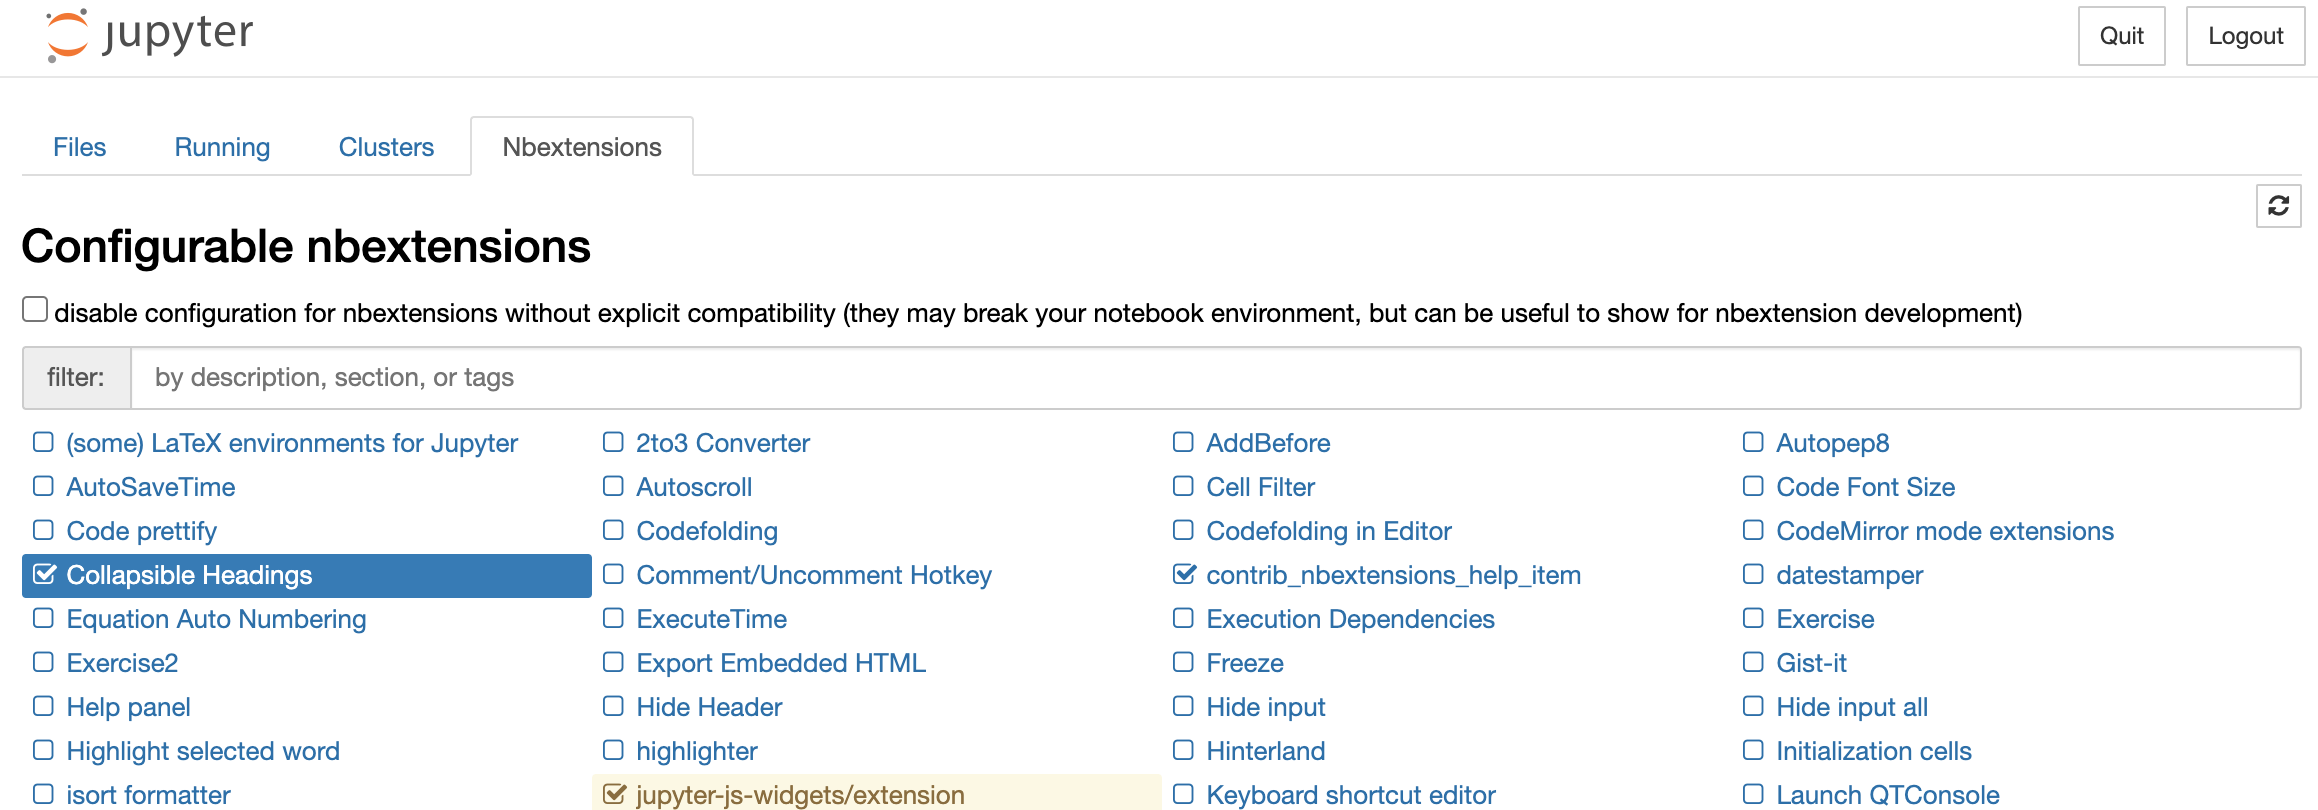 jupyter
Quit Logout
Files Running Clusters Nbextensions
Configurable nbextensions
disable configuration for nbextensions without explicit compatibility (they may break your notebook environment, but can be useful to show for nbextension development)
filter: by description, section, or tags
(some) LaTeX environments for Jupyter 2to3 Converter AddBefore Autopep8
AutoSaveTime Autoscroll Cell Filter Code Font Size
Code prettify Codefolding Codefolding in Editor CodeMirror mode extensions
Collapsible Headings Comment/Uncomment Hotkey contrib_nbextensions_help_item datestamper
Equation Auto Numbering ExecuteTime Execution Dependencies Exercise
Exercise2 Export Embedded HTML Freeze Gist-it
Help panel Hide Header Hide input Hide input all
Highlight selected word highlighter Hinterland Initialization cells
isort formatter jupyter-js-widgets/extension Keyboard shortcut editor Launch QTConsole